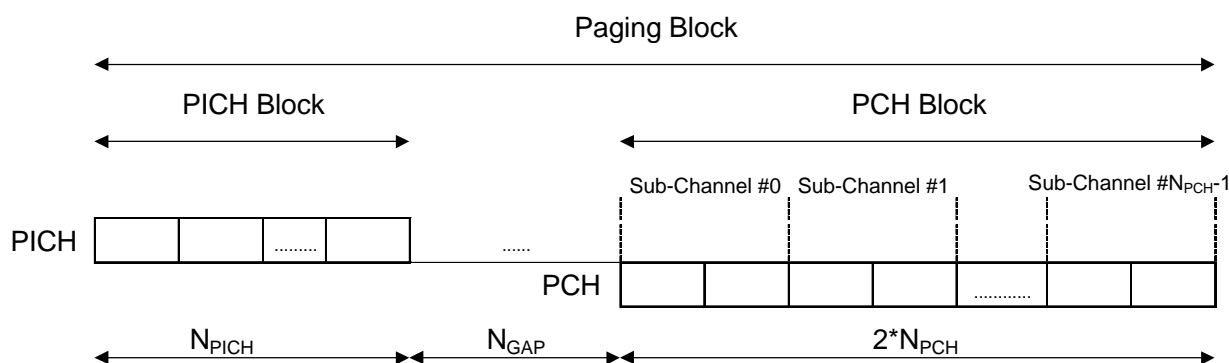 Paging Block
PICH Block PCH Block
Sub-Channel #0 Sub-Channel #1 Sub-Channel #NPCH-1
PICH ......... ......
PCH ............
NPICH NGAP 2*NPCH